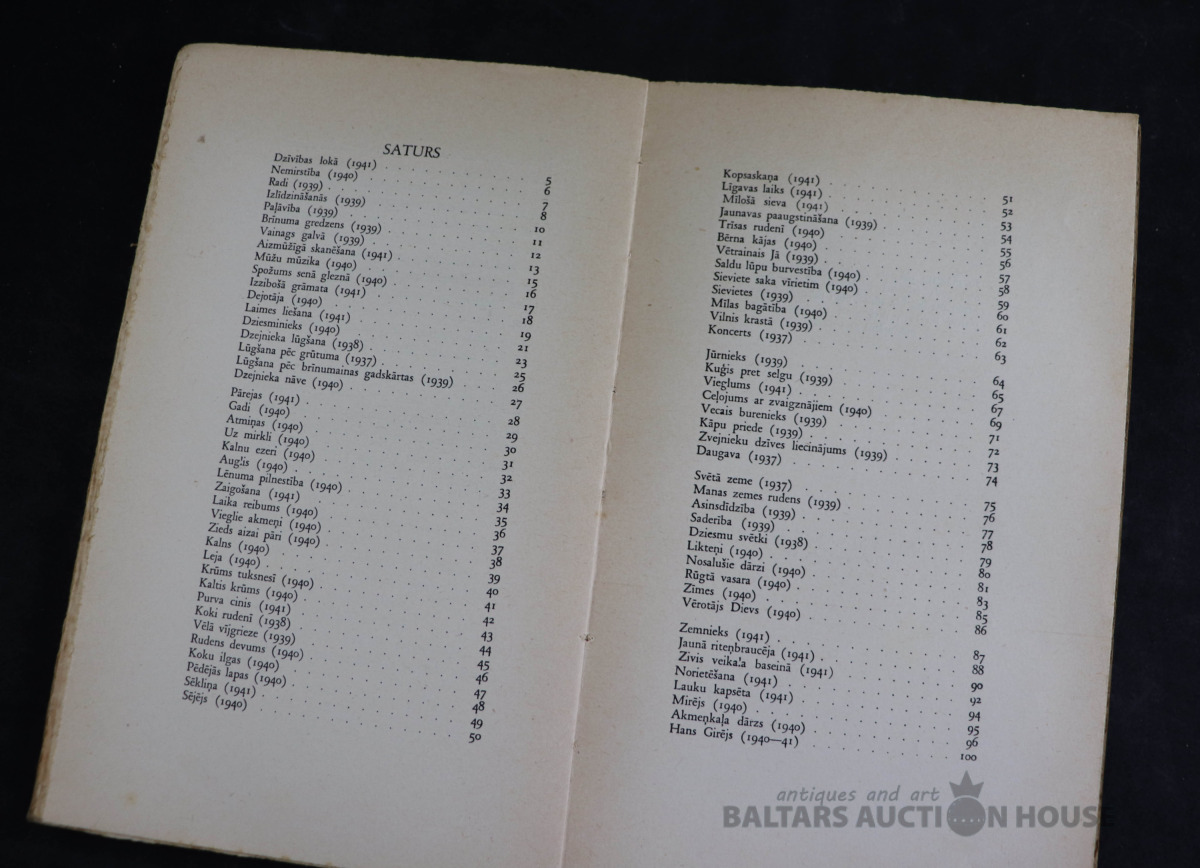 SATURS
Dzīvības lokā (1941) 5
Nemirstība (1940) 6
Radi (1939) 7
Izlīdzināšanās (1939) 8
Paļāvība (1939) 10
Brīnuma gredzens (1939) 11
Vainags galvā (1939) 12
Aizmūžīgā skanēšana (1941) 13
Mūžu mūzika (1940) 15
Spožums senā gleznā (1940) 16
Izzibošā grāmata (1941) 17
Dejotāja (1940) 18
Laimes liešana (1941) 19
Dziesminieks (1940) 21
Dzejnieka lūgšana (1938) 23
Lūgšana pēc grūtuma (1937) 25
Lūgšana pēc brīnumainas gadskārtas (1939) 26
Dzejnieka nāve (1940) 27
Pārejas (1941) 28
Gadi (1940) 29
Atmiņas (1940) 30
Uz mirkli (1940) 31
Kalnu ezeri (1940) 32
Augļis (1940) 33
Lēnuma pilnestība (1940) 34
Zaigošana (1941) 35
Laika reibums (1940) 36
Vieglie akmeņi (1940) 37
Zieds aizai pāri (1940) 38
Kalns (1940) 39
Leja (1940) 40
Krūms tuksnesī (1940) 41
Kaltis krūms (1940) 42
Purva cinis (1941) 43
Koki rudenī (1938) 44
Vēlā vījgrieze (1939) 45
Rudens devums (1940) 46
Koku ilgas (1940) 47
Pēdējās lapas (1940) 48
Sēkliņa (1941) 49
Sējējs (1940) 50
Kopsaskaņa (1941) 51
Līgavas laiks (1941) 52
Mīlošā sieva (1941) 53
Jaunavas paaugstināšana (1939) 54
Trīsas rudenī (1940) 55
Bērna kājas (1940) 56
Vētrainais Jā (1939) 57
Saldu lūpu burvestība (1940) 58
Sieviete saka vīrietim (1940) 59
Sievietes (1939) 60
Mīlas bagātība (1940) 61
Vilnis krastā (1939) 62
Koncerts (1937) 63
Jūrnieks (1939) 64
Kuģis pret selgu (1939) 65
Vieglums (1941) 67
Ceļojums ar zvaigznājiem (1940) 69
Vecais burenieks (1939) 71
Kāpu priede (1939) 72
Zvejnieku dzīves liecinājums (1939) 73
Daugava (1937) 74
Svētā zeme (1937) 75
Manas zemes rudens (1939) 76
Asinsdīdzība (1939) 77
Saderība (1939) 78
Dziesmu svētki (1938) 79
Likteņi (1940) 80
Nosalušie dārzi (1940) 81
Rūgtā vasara (1940) 83
Zīmes (1940) 85
Vērotājs Dievs (1940) 86
Zemnieks (1941) 87
Jaunā riteņbraucēja (1941) 88
Zivis veikaļa baseinā (1941) 90
Norietēšana (1941) 92
Lauku kapsēta (1941) 94
Mirējs (1940) 95
Akmeņkaļa dārzs (1940) 96
Hans Girējs (1940—41) 100
antiques and art
BALTARS AUCTION HOUSE